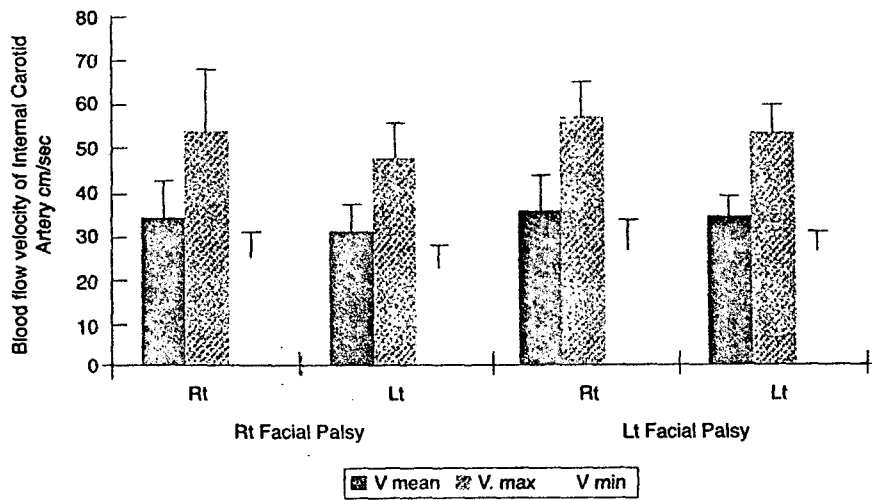 80
70
60
50
40
30
20
10
0
Blood flow velocity of Internal Carotid
Artery cm/sec
Rt
Lt
Rt
Lt
Rt Facial Palsy
Lt Facial Palsy
V mean
V. max
V min